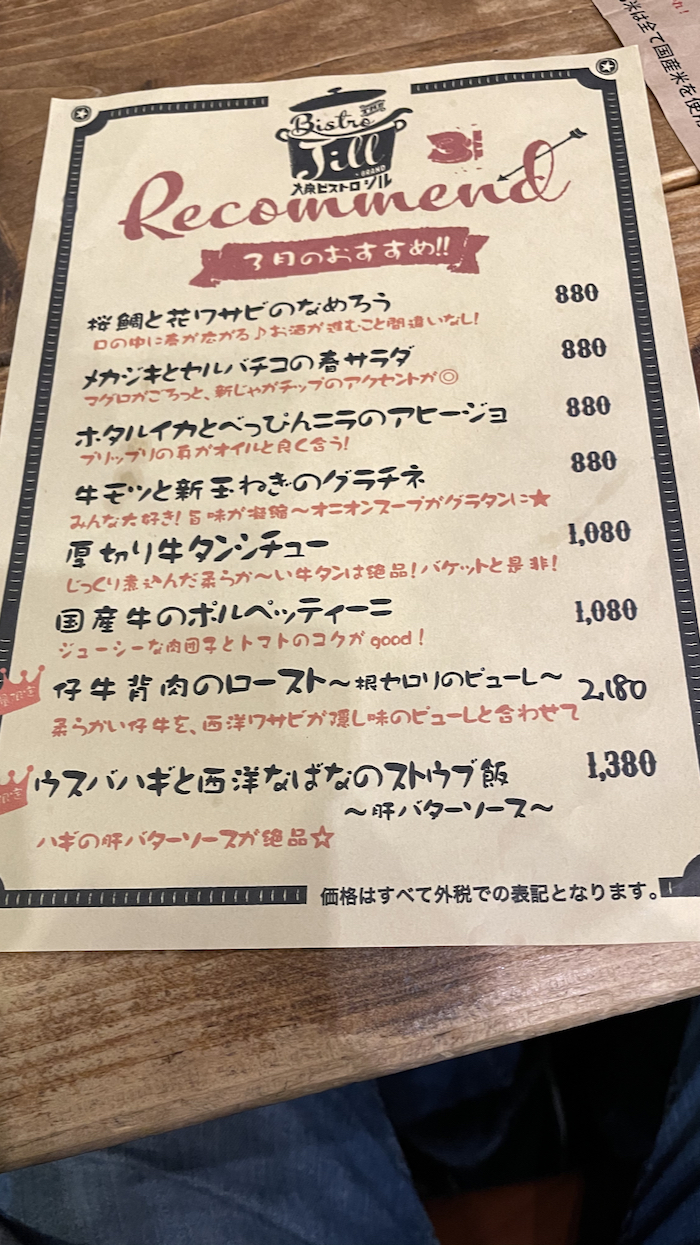 米は全て国産米を使用
Bistro
Jill
BRAND
大衆ビストロ ジル
3
Recommend
3月のおすすめ!!
桜鯛と花ワサビのなめろう 880
口の中に春が広がる♪お酒が進むこと間違いなし!
メカジキとセルバチコの春サラダ 880
マグロがごろっと、新じゃがチップのアクセントが◎
ホタルイカとべっぴんニラのアヒージョ 880
プリップリの身がオイルと良く合う!
牛モツと新玉ねぎのグラチネ 880
みんな大好き!旨味が凝縮〜オニオンスープがグラタンに★
厚切り牛タンシチュー 1,080
じっくり煮込んだ柔らか〜い牛タンは絶品!バケットと是非!
国産牛のポルペッティーニ 1,080
ジューシーな肉団子とトマトのコクがgood!
仔牛背肉のロースト〜根セロリのピューレ〜 2,180
柔らかい仔牛を、西洋ワサビが隠し味のピューレと合わせて
ウスバハギと西洋なばなのストウブ飯 1,380
〜肝バターソース〜
ハギの肝バターソースが絶品☆
価格はすべて外税での表記となります。